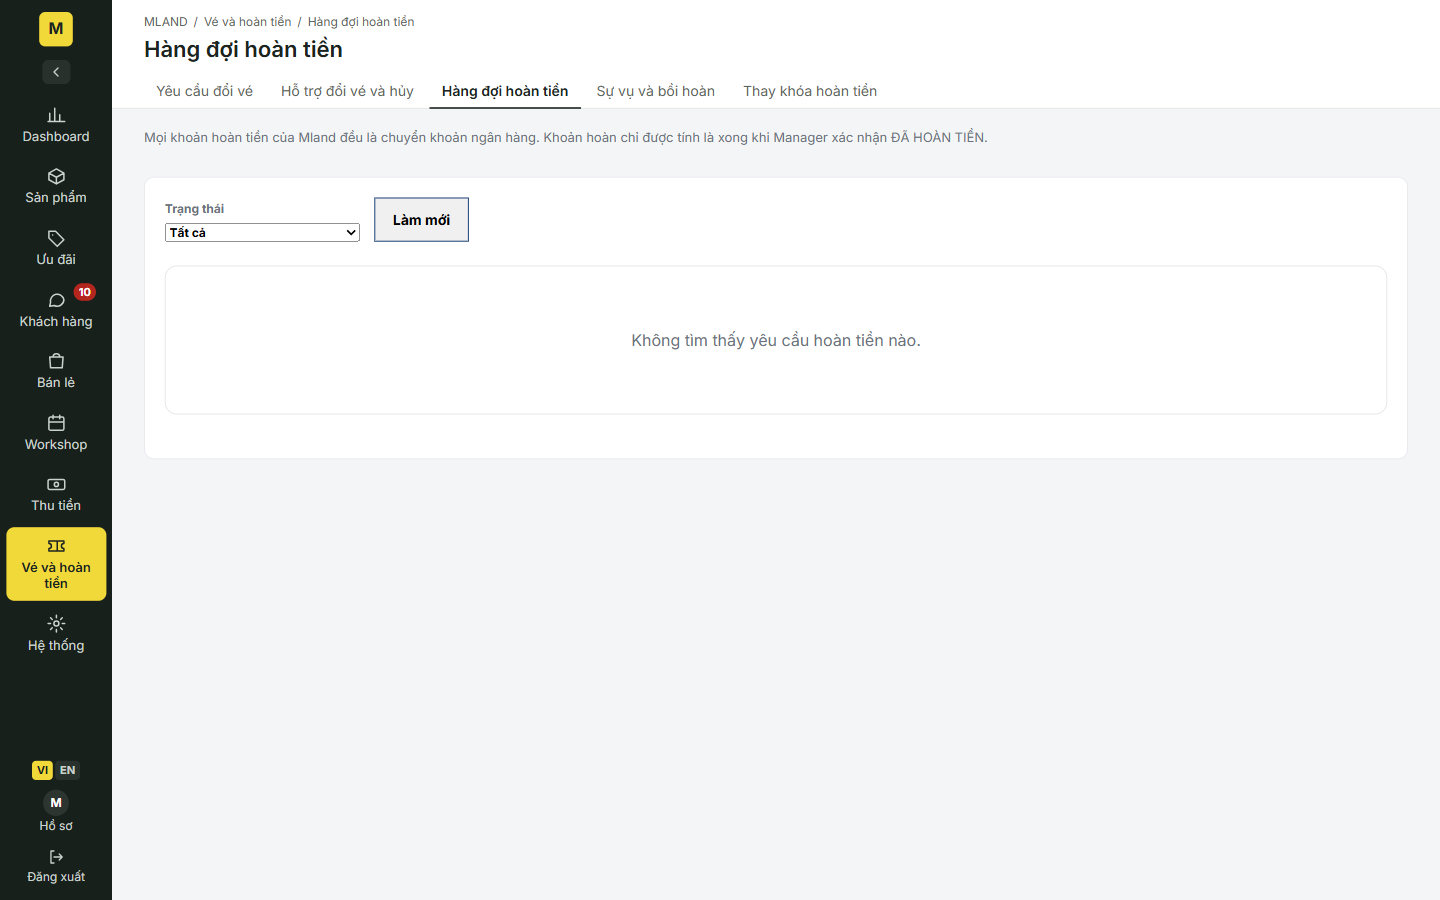 M
Dashboard
Sản phẩm
Ưu đãi
10
Khách hàng
Bán lẻ
Workshop
Thu tiền
Vé và hoàn
tiền
Hệ thống
VI EN
M
Hồ sơ
Đăng xuất
MLAND / Vé và hoàn tiền / Hàng đợi hoàn tiền
Hàng đợi hoàn tiền
Yêu cầu đổi vé Hỗ trợ đổi vé và hủy Hàng đợi hoàn tiền Sự vụ và bồi hoàn Thay khóa hoàn tiền
Mọi khoản hoàn tiền của Mland đều là chuyển khoản ngân hàng. Khoản hoàn chỉ được tính là xong khi Manager xác nhận ĐÃ HOÀN TIỀN.
Trạng thái
Tất cả
Làm mới
Không tìm thấy yêu cầu hoàn tiền nào.